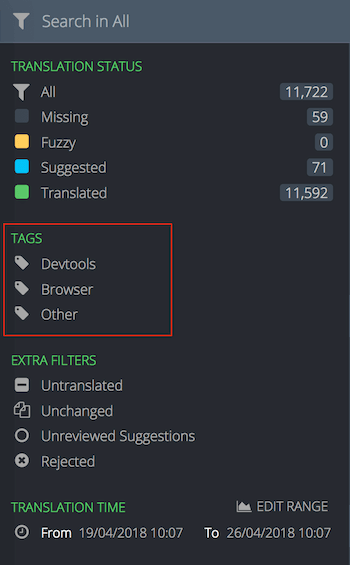 Search in All
TRANSLATION STATUS
All 11,722
Missing 59
Fuzzy 0
Suggested 71
Translated 11,592
TAGS
Devtools
Browser
Other
EXTRA FILTERS
Untranslated
Unchanged
Unreviewed Suggestions
Rejected
TRANSLATION TIME EDIT RANGE
From 19/04/2018 10:07 To 26/04/2018 10:07